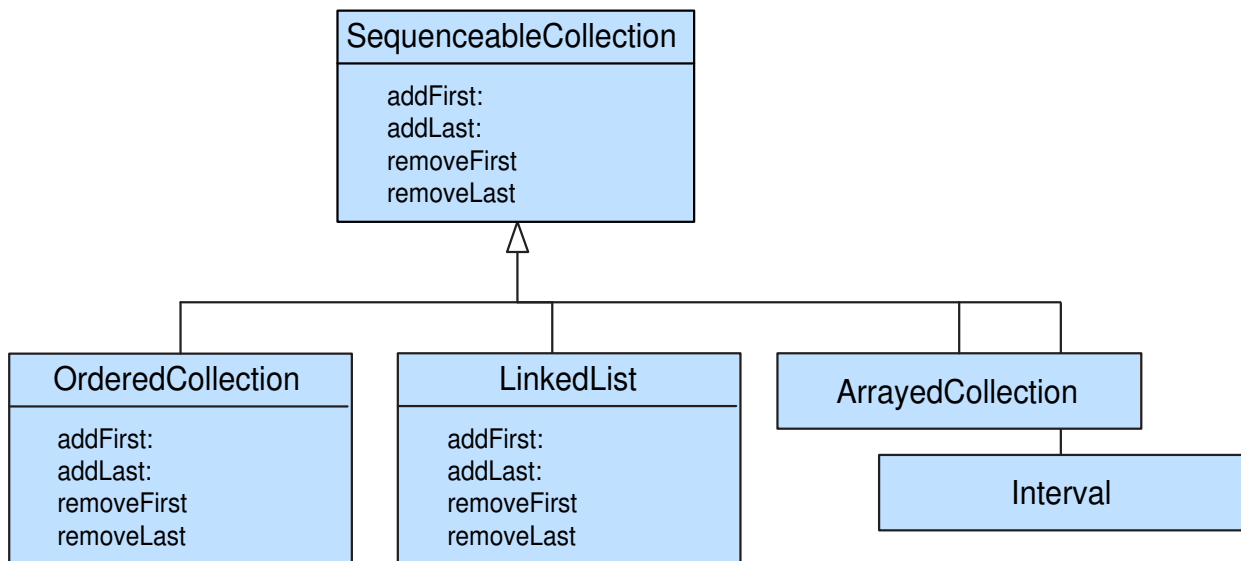 SequenceableCollection
addFirst:
addLast:
removeFirst
removeLast
OrderedCollection
addFirst:
addLast:
removeFirst
removeLast
LinkedList
addFirst:
addLast:
removeFirst
removeLast
ArrayedCollection
Interval